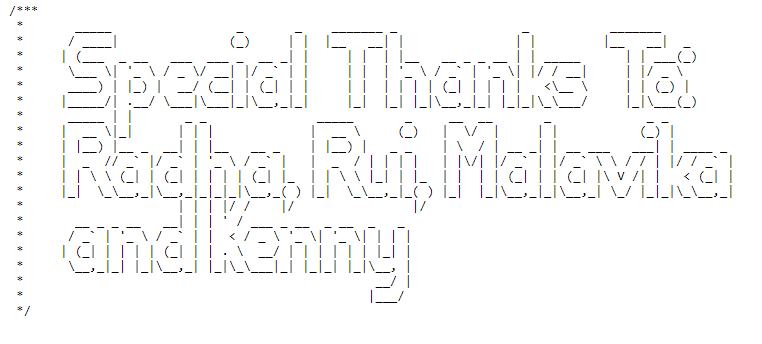 Special Thanks To:
Radha, Rui, Malavika
and Kenny